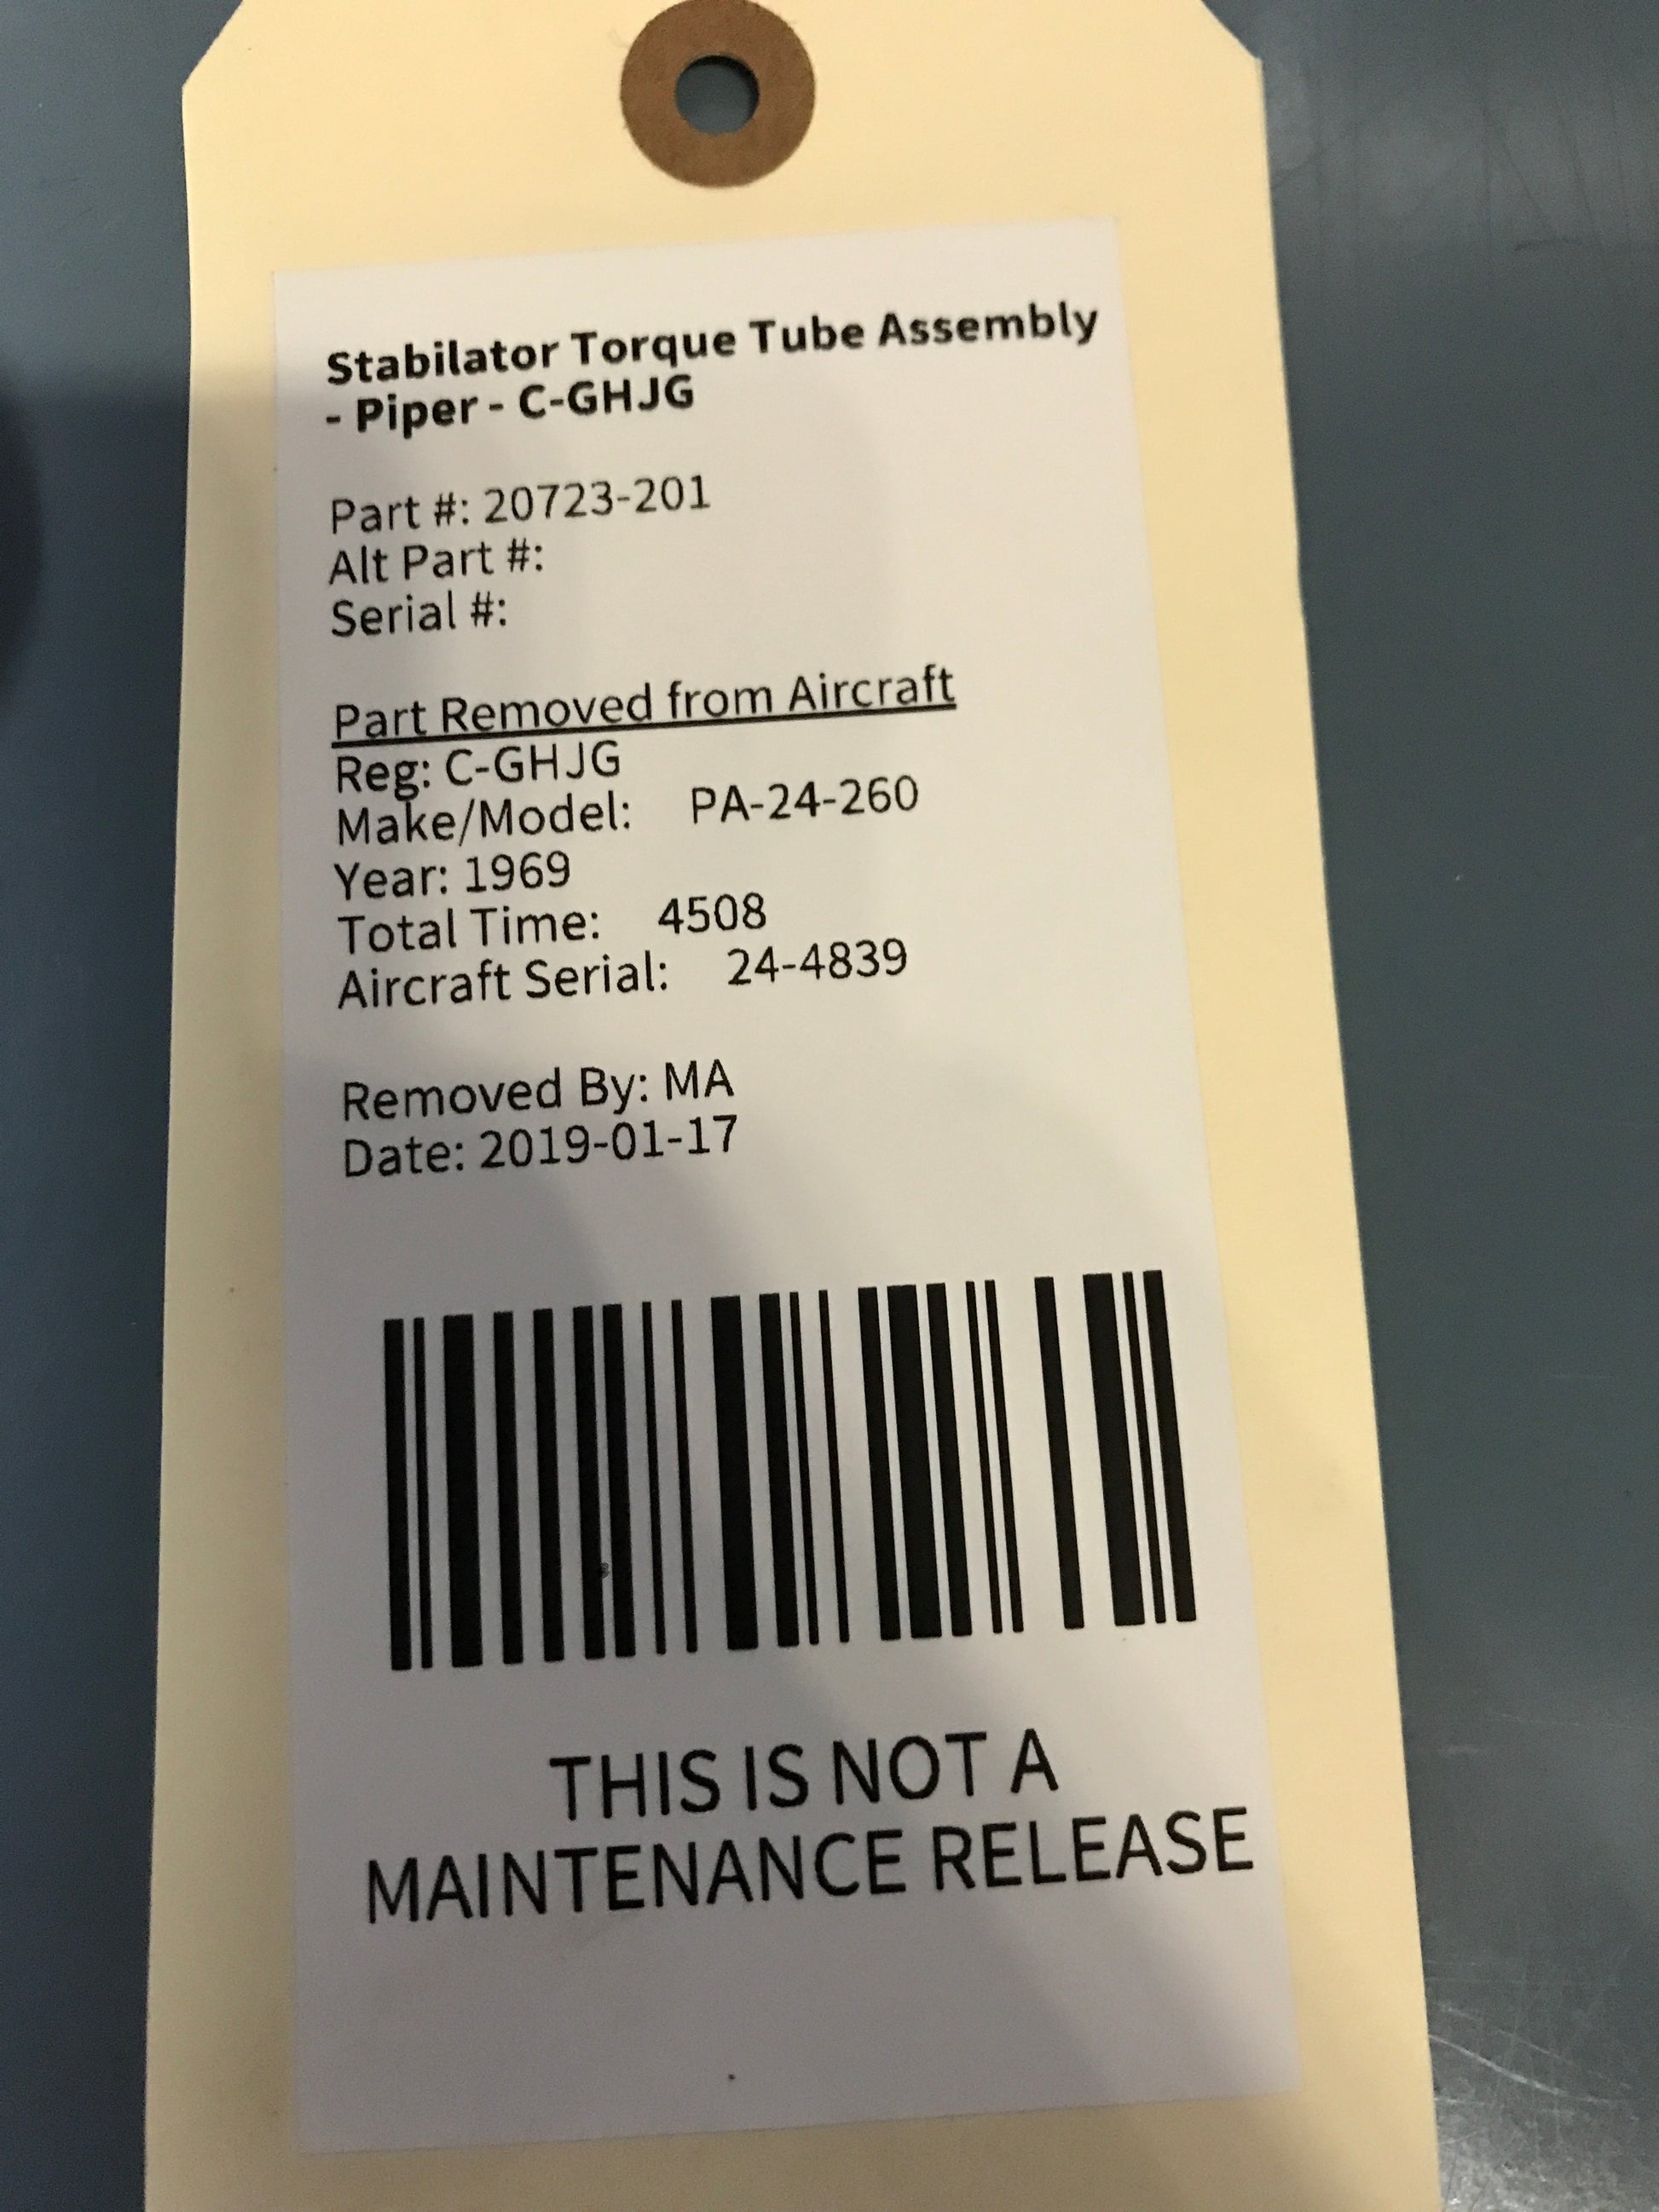 Stabilator Torque Tube Assembly
- Piper - C-GHJG
Part #: 20723-201
Alt Part #:
Serial #:
Part Removed from Aircraft
Reg: C-GHJG
Make/Model: PA-24-260
Year: 1969
Total Time: 4508
Aircraft Serial: 24-4839
Removed By: MA
Date: 2019-01-17
THIS IS NOT A
MAINTENANCE RELEASE